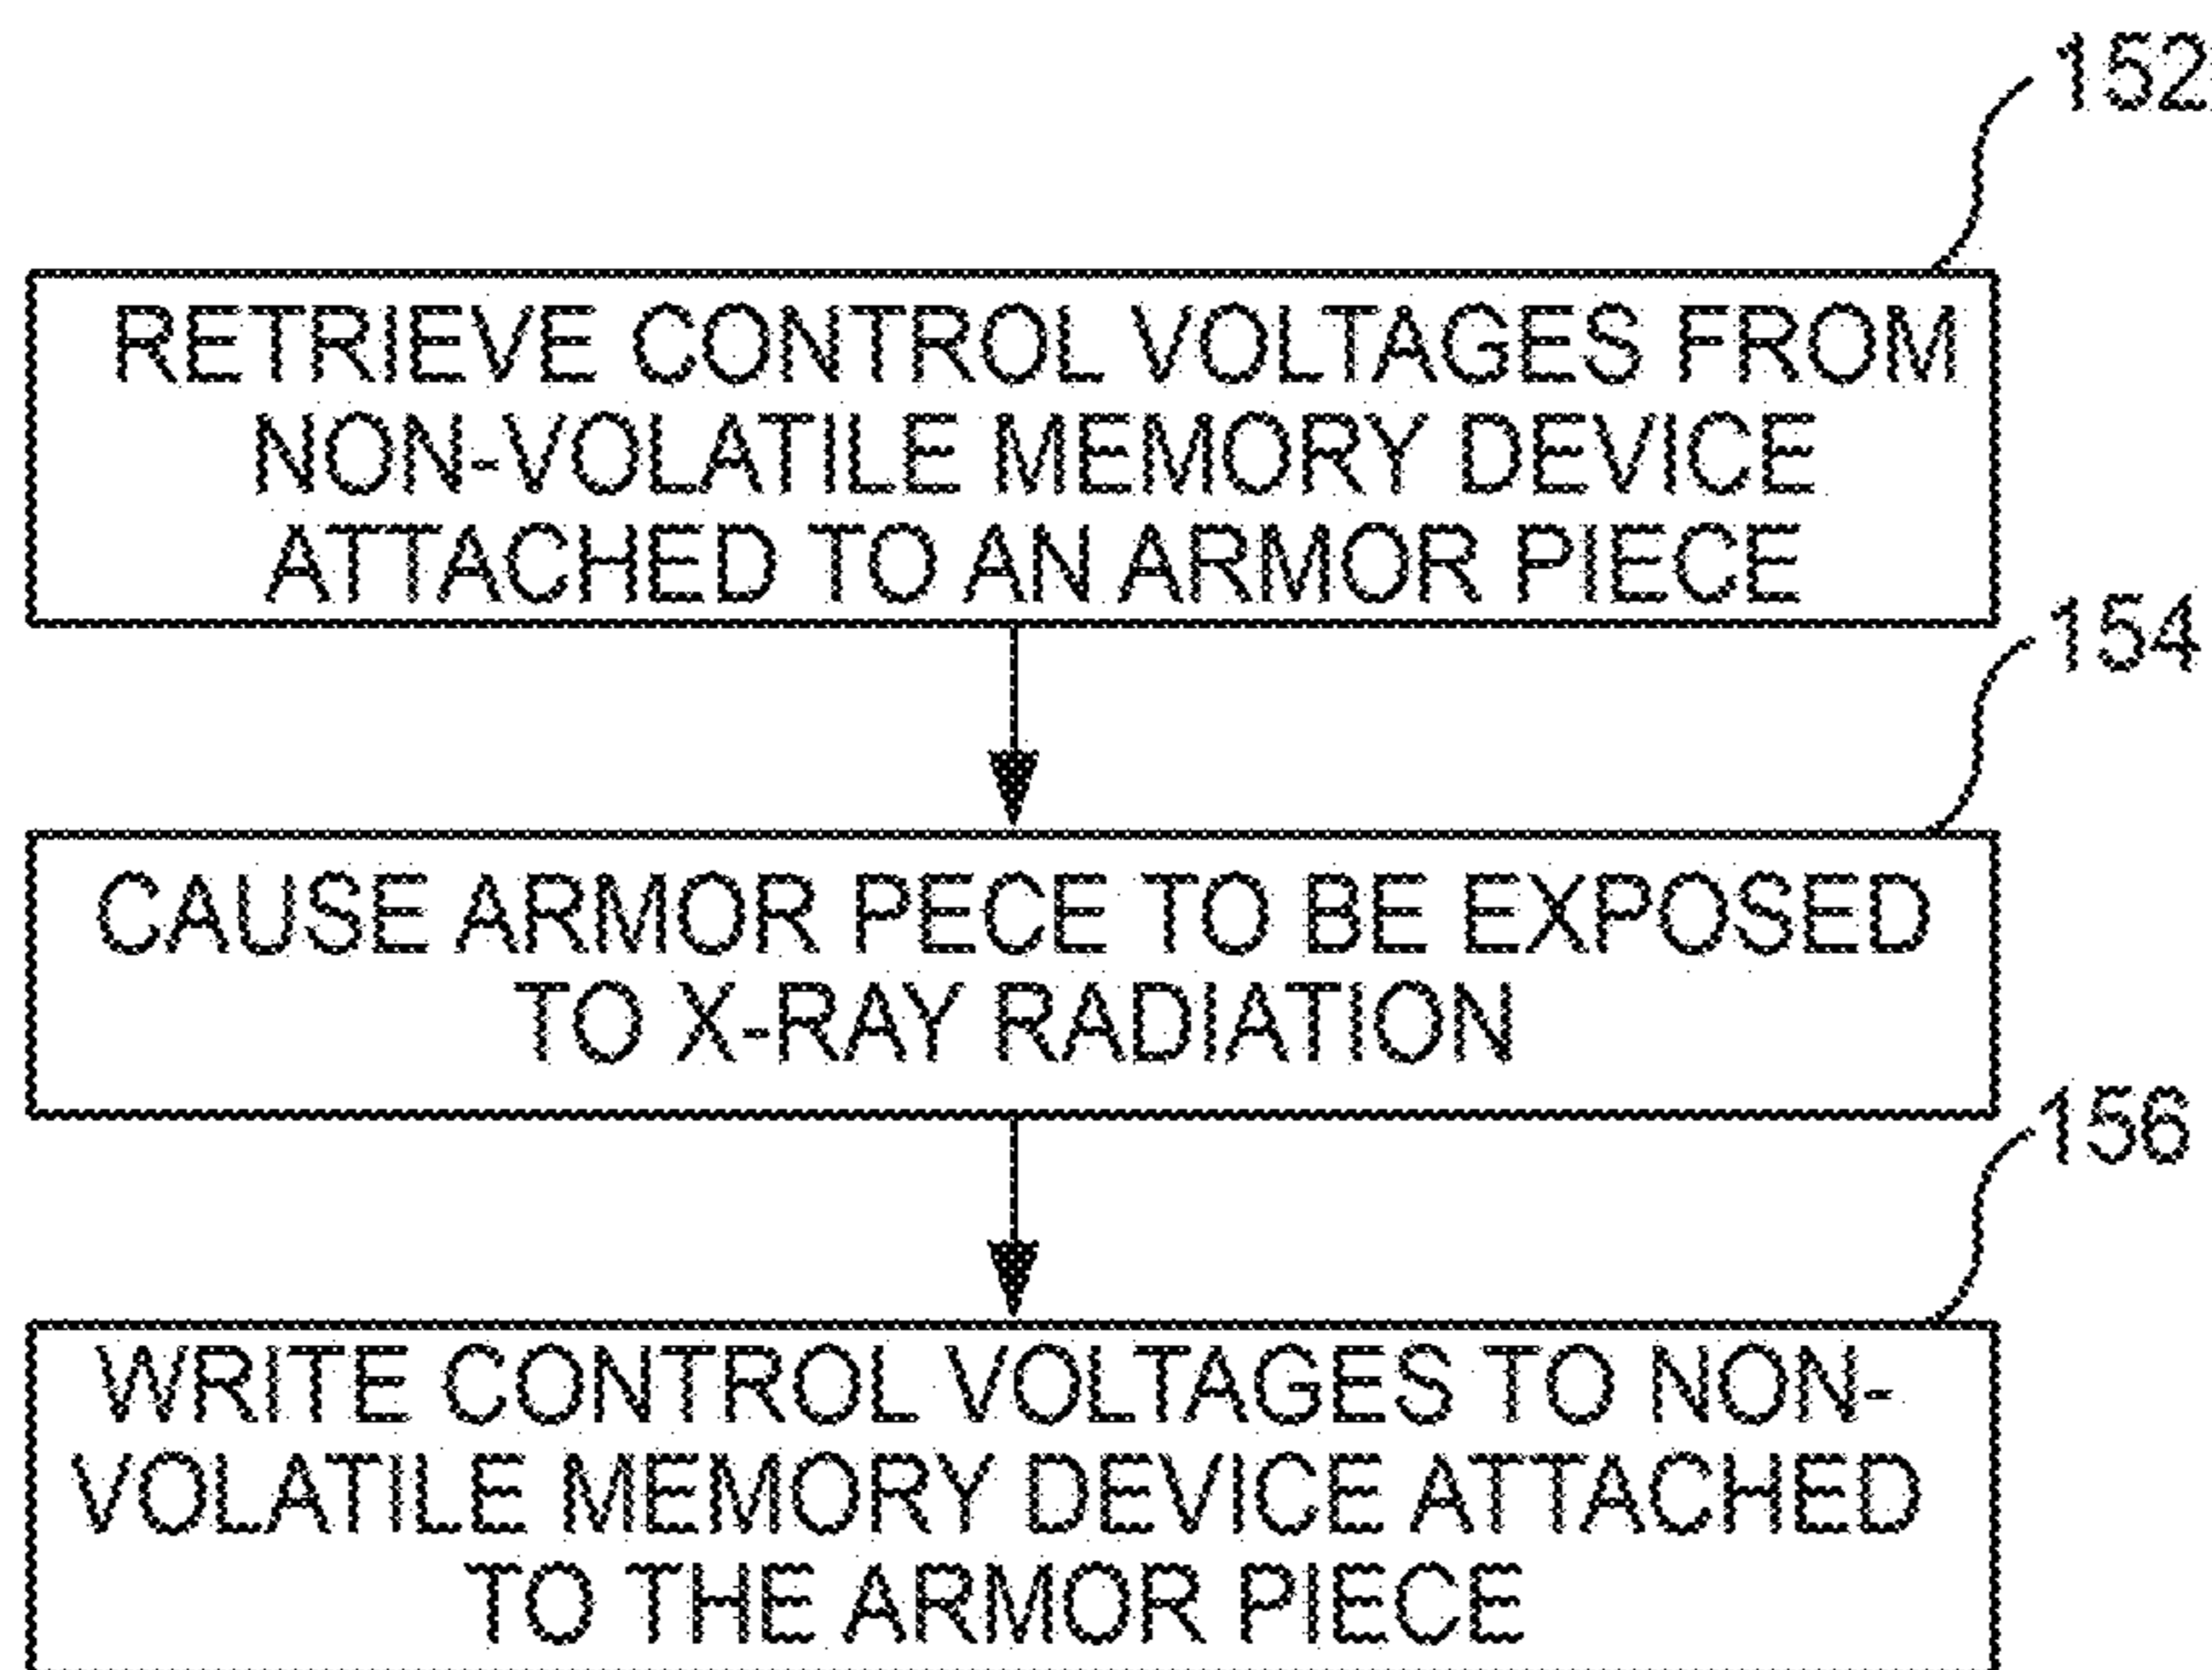 152
RETRIEVE CONTROL VOLTAGES FROM
NON-VOLATILE MEMORY DEVICE
ATTACHED TO AN ARMOR PIECE
154
CAUSE ARMOR PECE TO BE EXPOSED
TO X-RAY RADIATION
156
WRITE CONTROL VOLTAGES TO NON-
VOLATILE MEMORY DEVICE ATTACHED
TO THE ARMOR PIECE